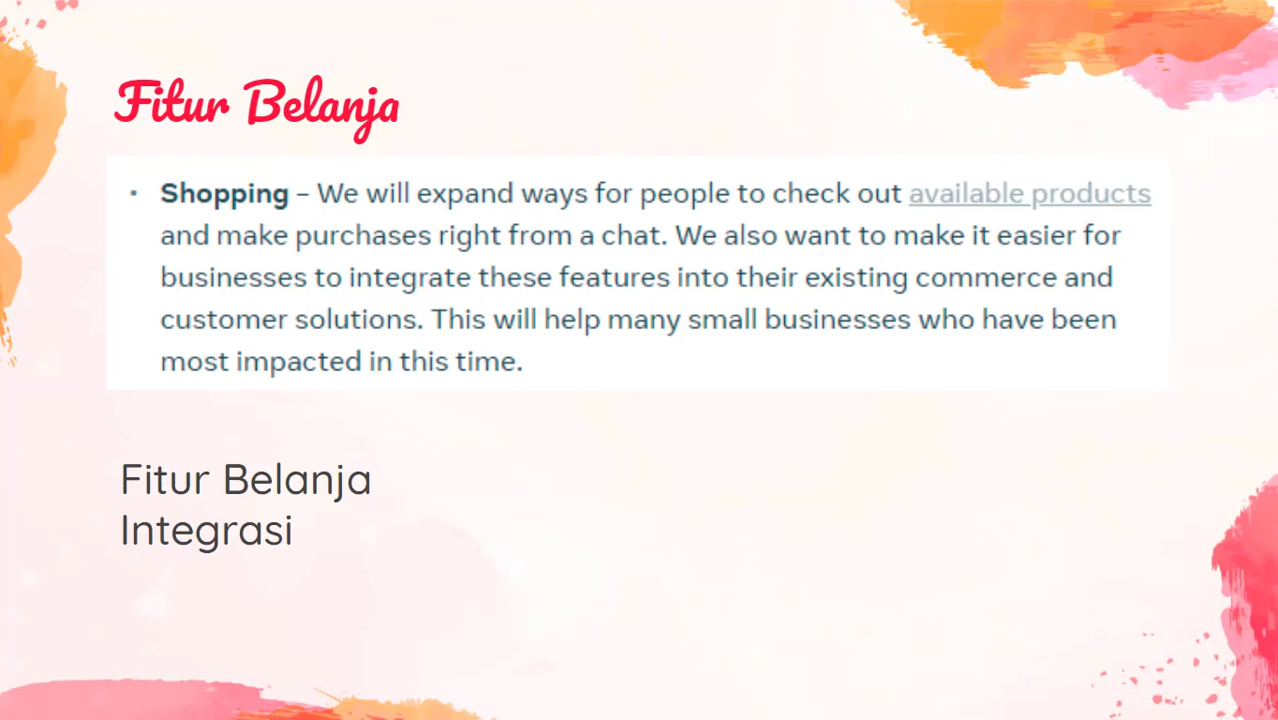 Fitur Belanja
• Shopping – We will expand ways for people to check out available products
and make purchases right from a chat. We also want to make it easier for
businesses to integrate these features into their existing commerce and
customer solutions. This will help many small businesses who have been
most impacted in this time.
Fitur Belanja
Integrasi